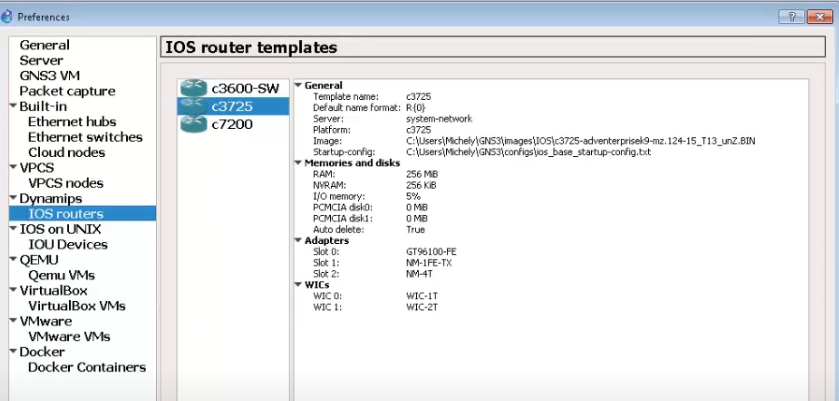 Preferences
General
Server
GNS3 VM
Packet capture
Built-in
Ethernet hubs
Ethernet switches
Cloud nodes
VPCS
VPCS nodes
Dynamips
IOS routers
IOS on UNIX
IOU Devices
QEMU
Qemu VMs
VirtualBox
VirtualBox VMs
VMware
VMware VMs
Docker
Docker Containers
IOS router templates
c3600-SW
c3725
c7200
General
Template name: c3725
Default name format: R{0}
Server: system-network
Platform: c3725
Image: C:\Users\Michely\GNS3\images\IOS\c3725-adventerprisek9-mz.124-15_T13_unZ.BIN
Startup-config: C:\Users\Michely\GNS3\configs\ios_base_startup-config.txt
Memories and disks
RAM: 256 MiB
NVRAM: 256 KiB
I/O memory: 5%
PCMCIA disk0: 0 MiB
PCMCIA disk1: 0 MiB
Auto delete: True
Adapters
Slot 0: GT96100-FE
Slot 1: NM-1FE-TX
Slot 2: NM-4T
WICs
WIC 0: WIC-1T
WIC 1: WIC-2T